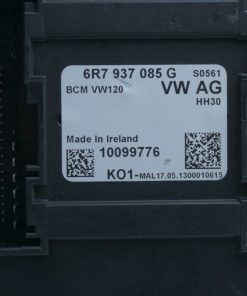 6R7 937 085 G S0561
BCM VW120 VW AG
HH30
Made In Ireland
10099776
KO1-MAL17.05.1300010615